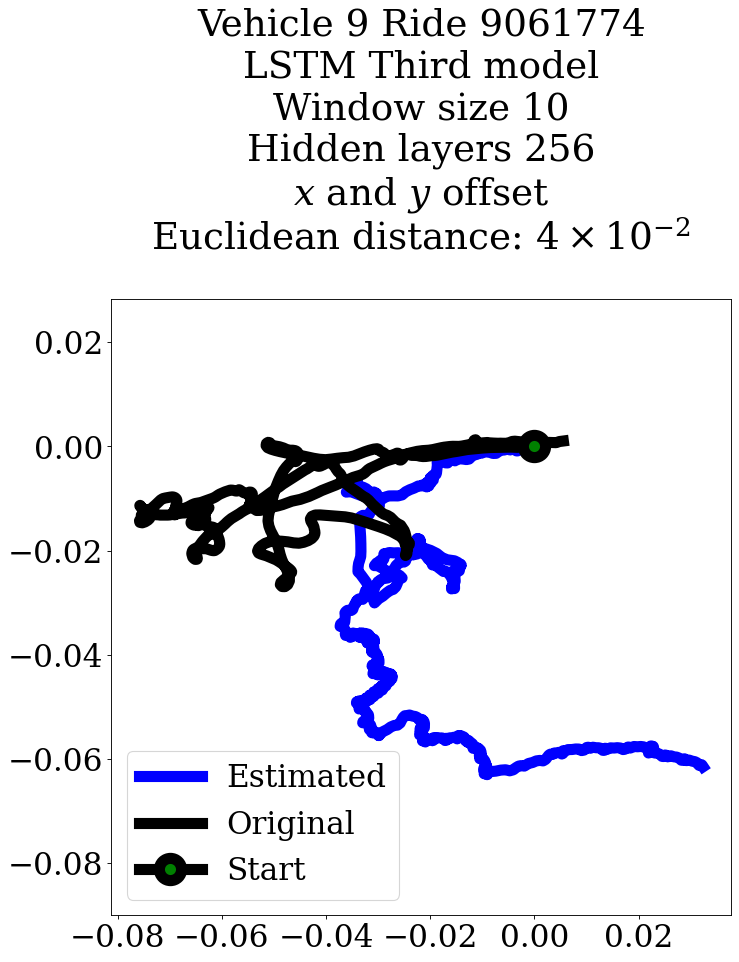 Vehicle 9 Ride 9061774
LSTM Third model
Window size 10
Hidden layers 256
x and y offset
Euclidean distance: 4 × 10⁻²
0.02
0.00
−0.02
−0.04
−0.06
−0.08
Estimated
Original
Start
−0.08 −0.06 −0.04 −0.02 0.00 0.02